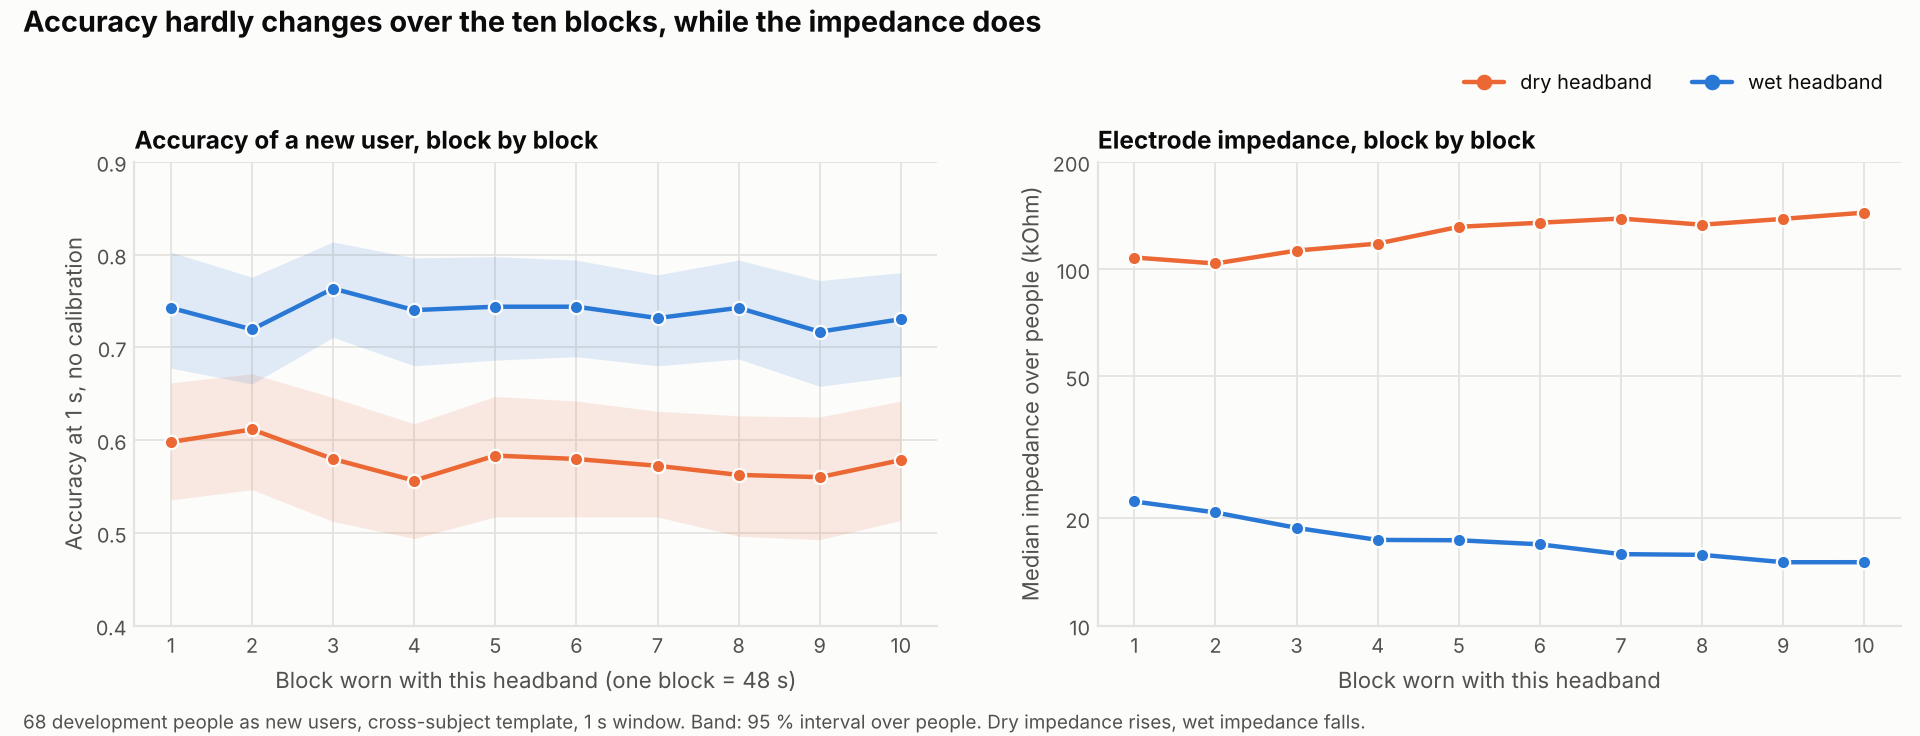 Accuracy hardly changes over the ten blocks, while the impedance does
dry headband
wet headband
Accuracy of a new user, block by block
Accuracy at 1 s, no calibration
0.9
0.8
0.7
0.6
0.5
0.4
1 2 3 4 5 6 7 8 9 10
Block worn with this headband (one block = 48 s)
Electrode impedance, block by block
Median impedance over people (kOhm)
200
100
50
20
10
1 2 3 4 5 6 7 8 9 10
Block worn with this headband
68 development people as new users, cross-subject template, 1 s window. Band: 95 % interval over people. Dry impedance rises, wet impedance falls.